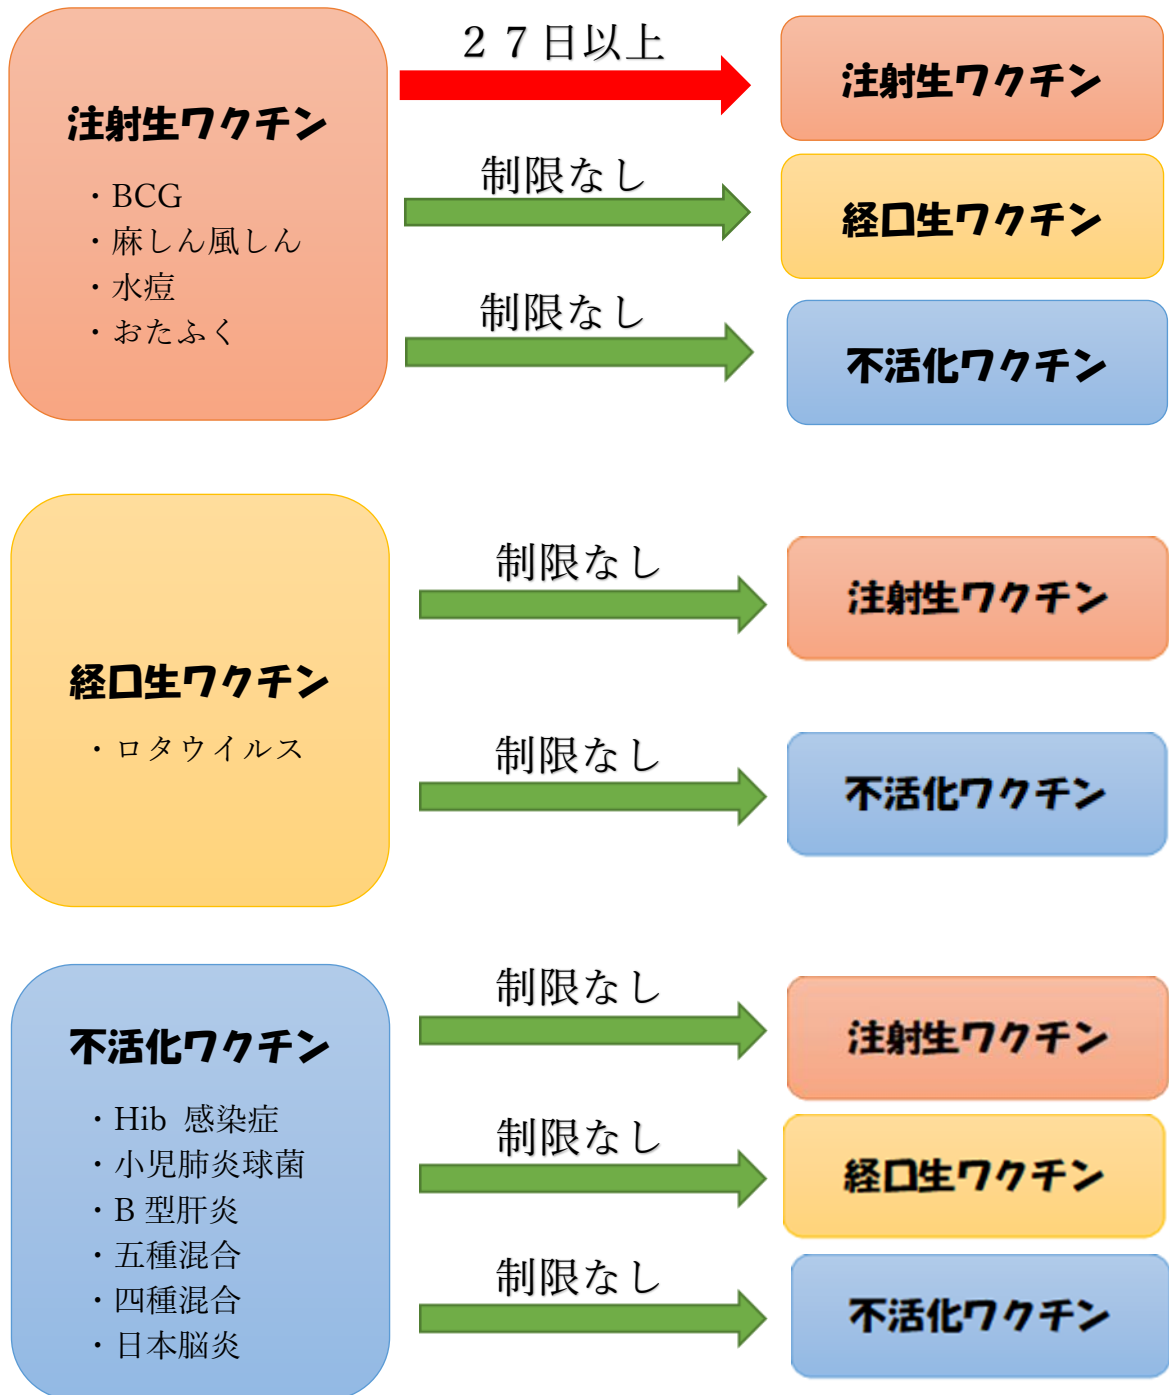 注射生ワクチン
・BCG
・麻しん風しん
・水痘
・おたふく
２７日以上
注射生ワクチン
制限なし
経口生ワクチン
制限なし
不活化ワクチン
経口生ワクチン
・ロタウイルス
制限なし
注射生ワクチン
制限なし
不活化ワクチン
不活化ワクチン
・Hib 感染症
・小児肺炎球菌
・B 型肝炎
・五種混合
・四種混合
・日本脳炎
制限なし
注射生ワクチン
制限なし
経口生ワクチン
制限なし
不活化ワクチン